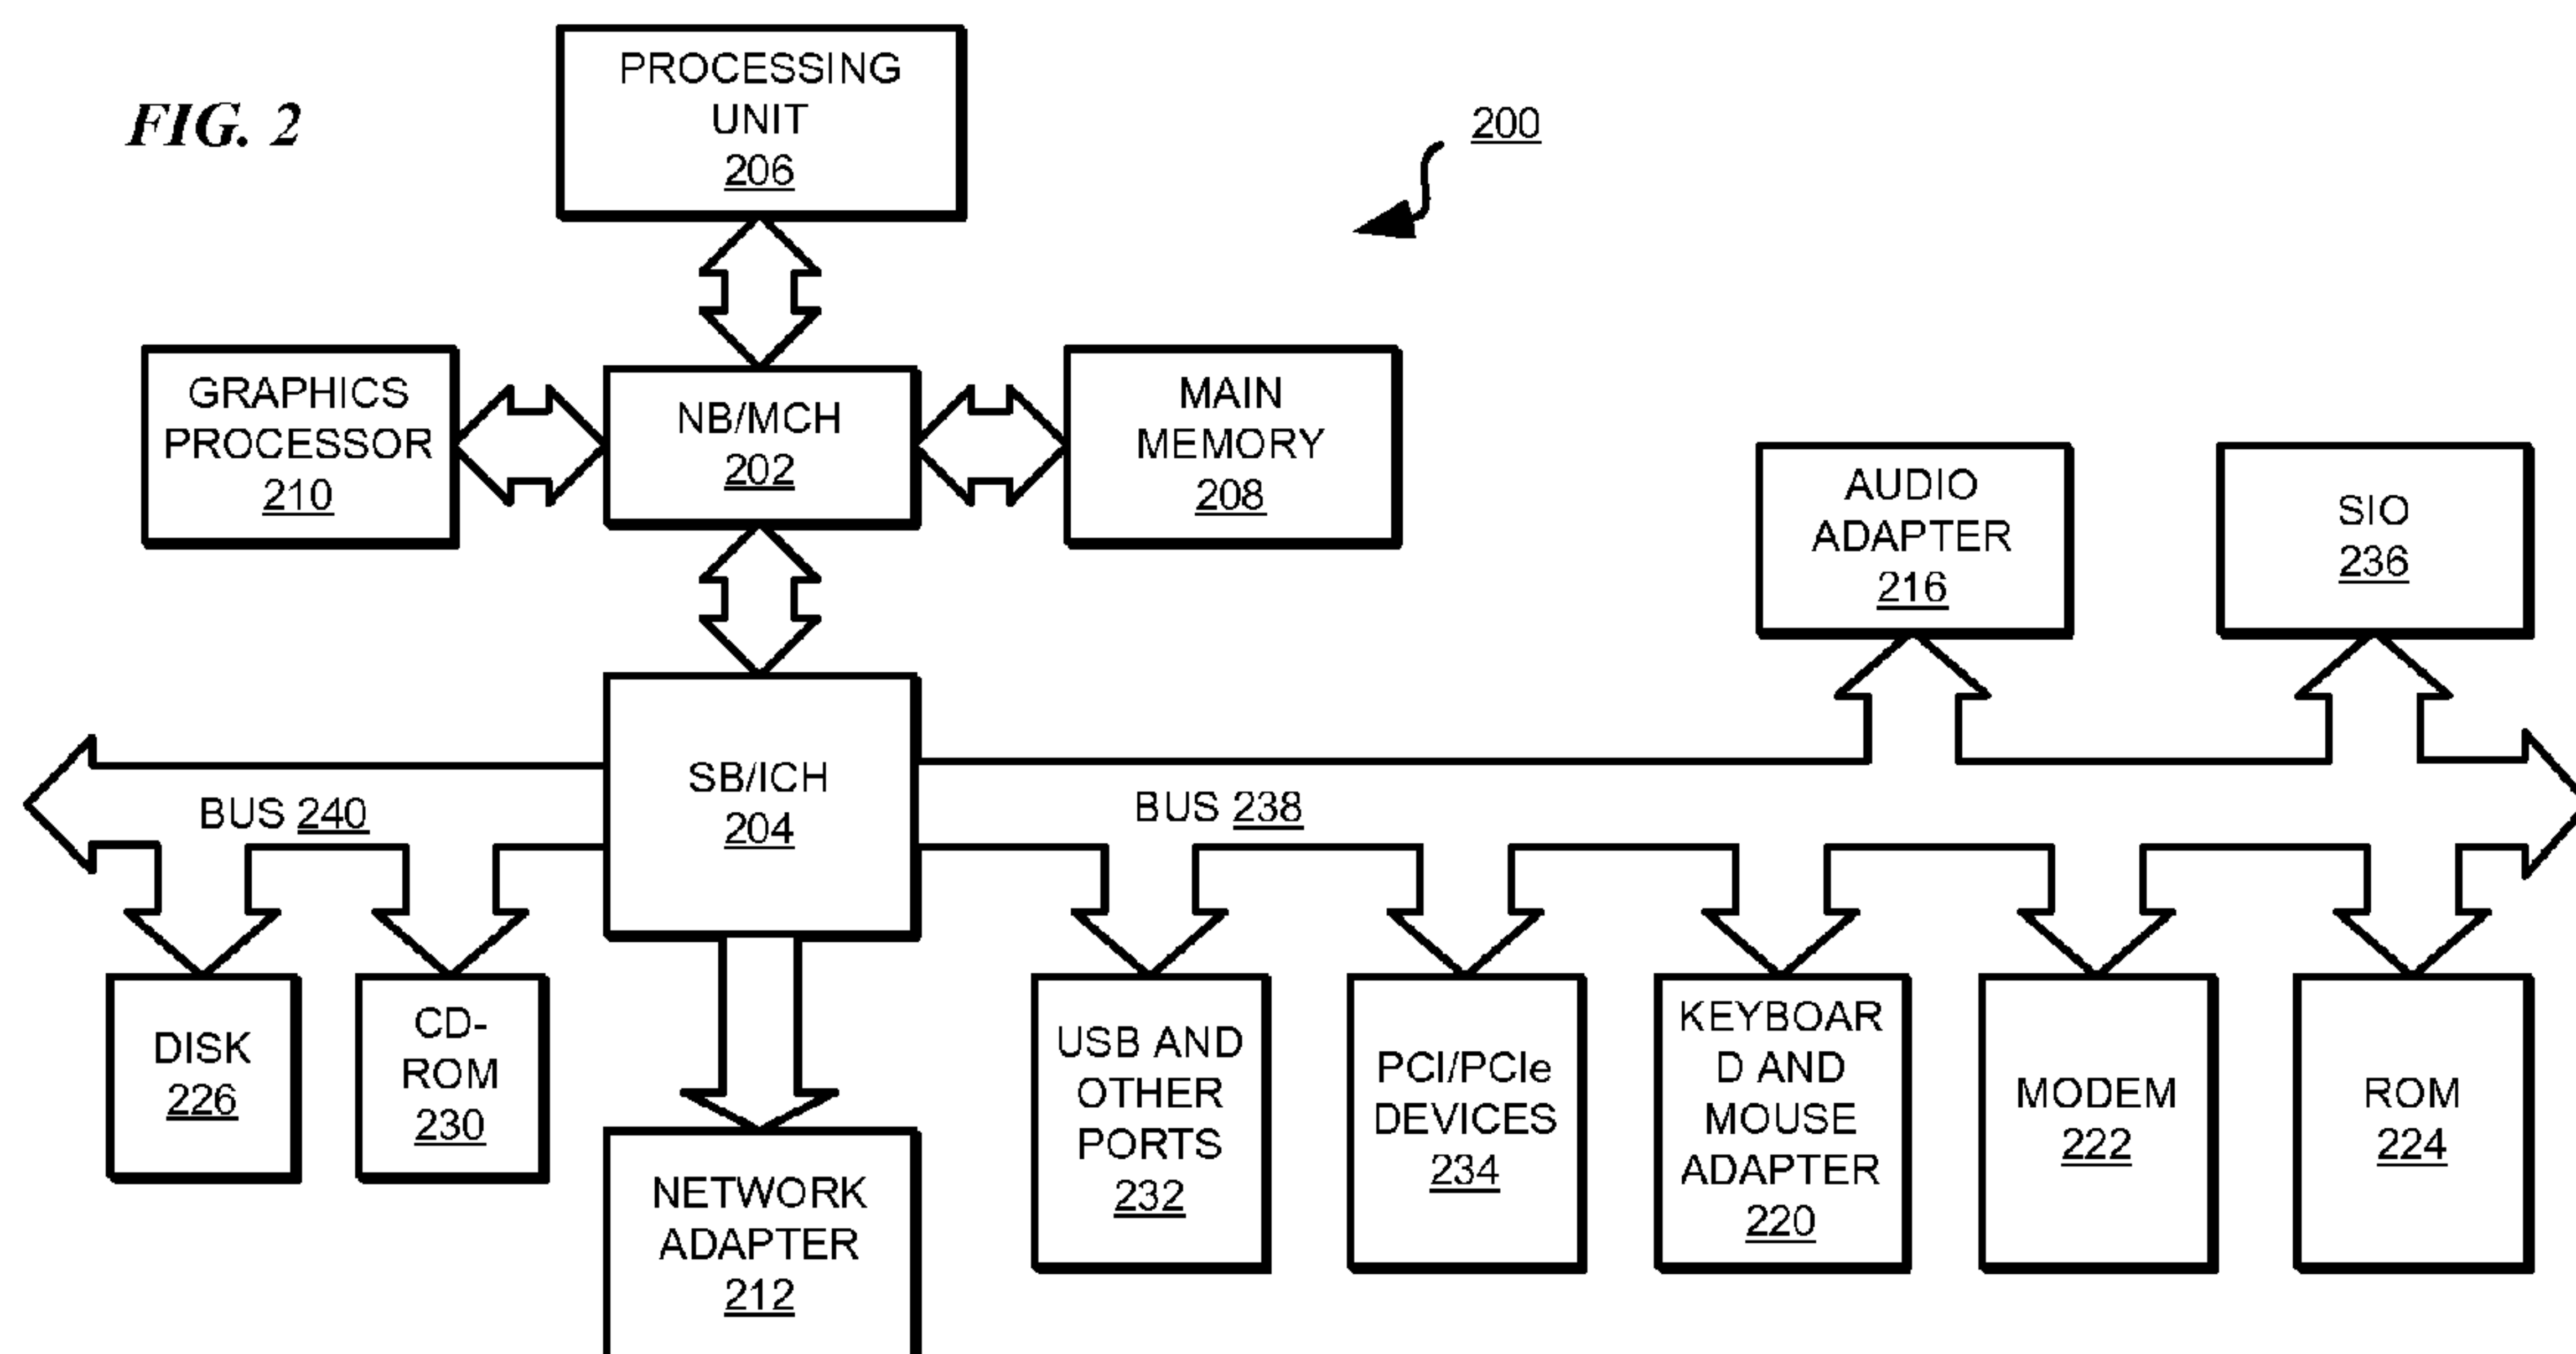 FIG. 2
PROCESSING
UNIT
206
200
GRAPHICS
PROCESSOR
210
NB/MCH
202
MAIN
MEMORY
208
AUDIO
ADAPTER
216
SIO
236
SB/ICH
204
BUS 240
BUS 238
DISK
226
CD-
ROM
230
NETWORK
ADAPTER
212
USB AND
OTHER
PORTS
232
PCI/PCIe
DEVICES
234
KEYBOAR
D AND
MOUSE
ADAPTER
220
MODEM
222
ROM
224